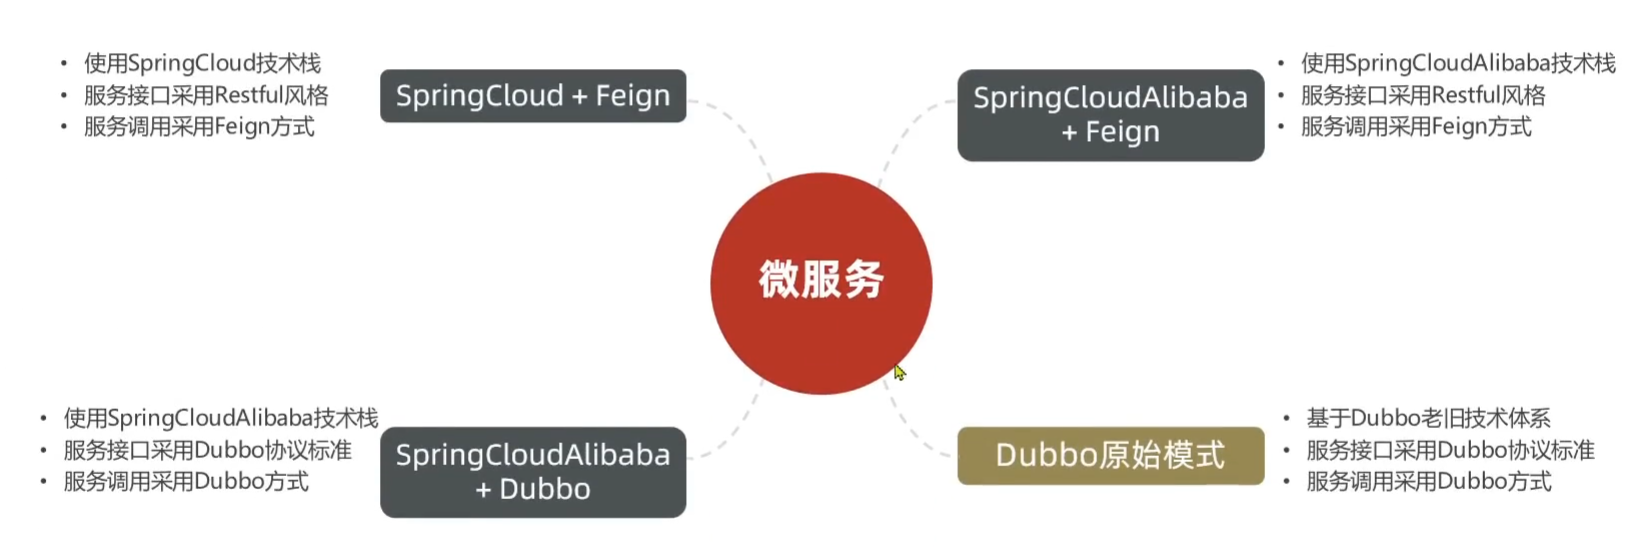 • 使用SpringCloud技术栈
• 服务接口采用Restful风格
• 服务调用采用Feign方式
SpringCloud + Feign
SpringCloudAlibaba
+ Feign
• 使用SpringCloudAlibaba技术栈
• 服务接口采用Restful风格
• 服务调用采用Feign方式
微服务
• 使用SpringCloudAlibaba技术栈
• 服务接口采用Dubbo协议标准
• 服务调用采用Dubbo方式
SpringCloudAlibaba
+ Dubbo
Dubbo原始模式
• 基于Dubbo老旧技术体系
• 服务接口采用Dubbo协议标准
• 服务调用采用Dubbo方式